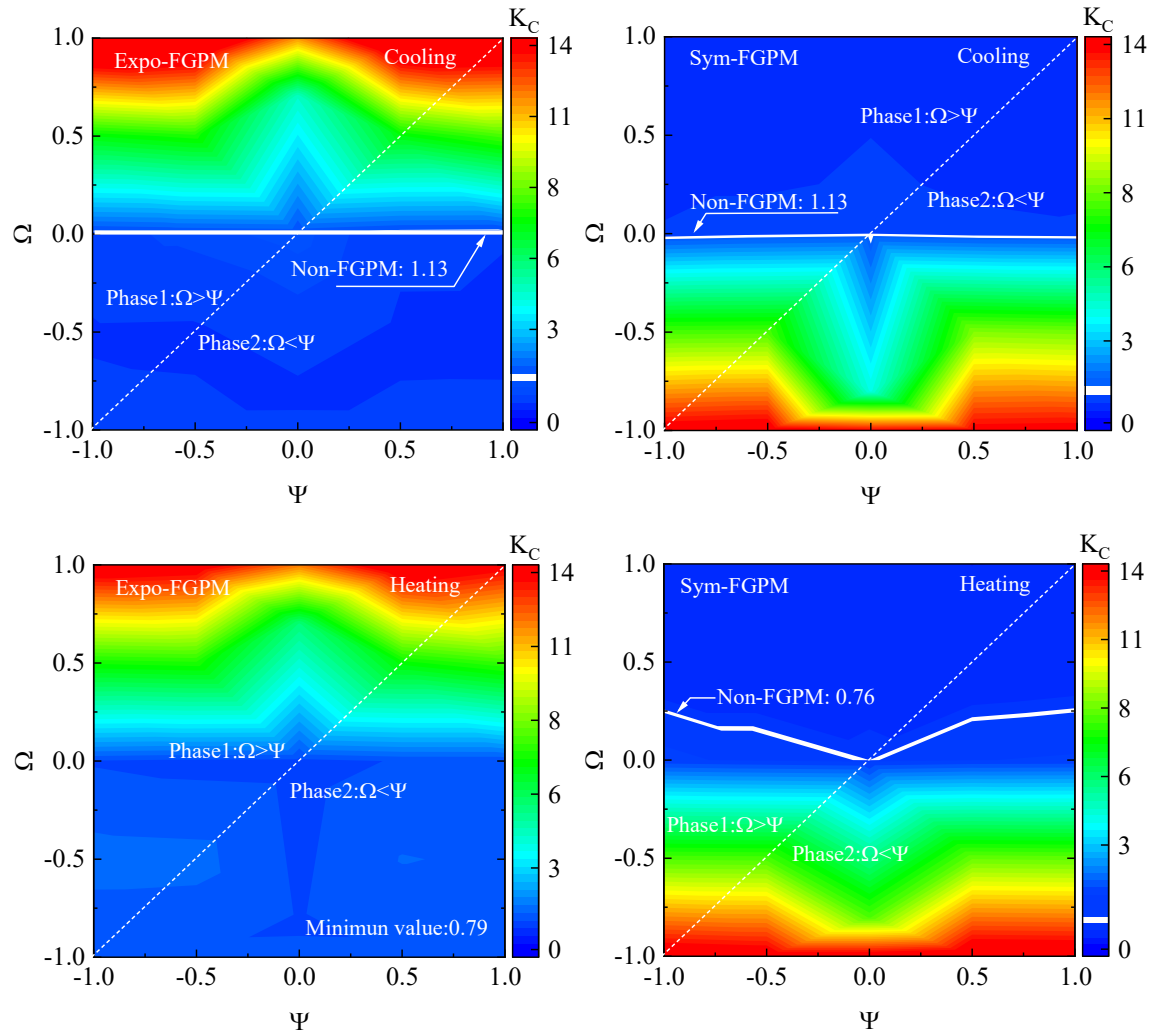 K_C
1.0
Expo-FGPM
Cooling
14
0.5
11
8
Ω
0.0
6
Non-FGPM: 1.13
Phase1:Ω>Ψ
-0.5
Phase2:Ω<Ψ
3
0
-1.0
-1.0
-0.5
0.0
0.5
1.0
Ψ
K_C
1.0
Sym-FGPM
Cooling
14
Phase1:Ω>Ψ
11
0.5
8
Phase2:Ω<Ψ
Non-FGPM: 1.13
Ω
0.0
6
-0.5
3
0
-1.0
-1.0
-0.5
0.0
0.5
1.0
Ψ
K_C
1.0
Expo-FGPM
Heating
14
11
0.5
8
Phase1:Ω>Ψ
Ω
0.0
6
Phase2:Ω<Ψ
-0.5
3
Minimun value:0.79
0
-1.0
-1.0
-0.5
0.0
0.5
1.0
Ψ
K_C
1.0
Sym-FGPM
Heating
14
11
0.5
8
Non-FGPM: 0.76
Ω
0.0
6
Phase1:Ω>Ψ
Phase2:Ω<Ψ
-0.5
3
0
-1.0
-1.0
-0.5
0.0
0.5
1.0
Ψ